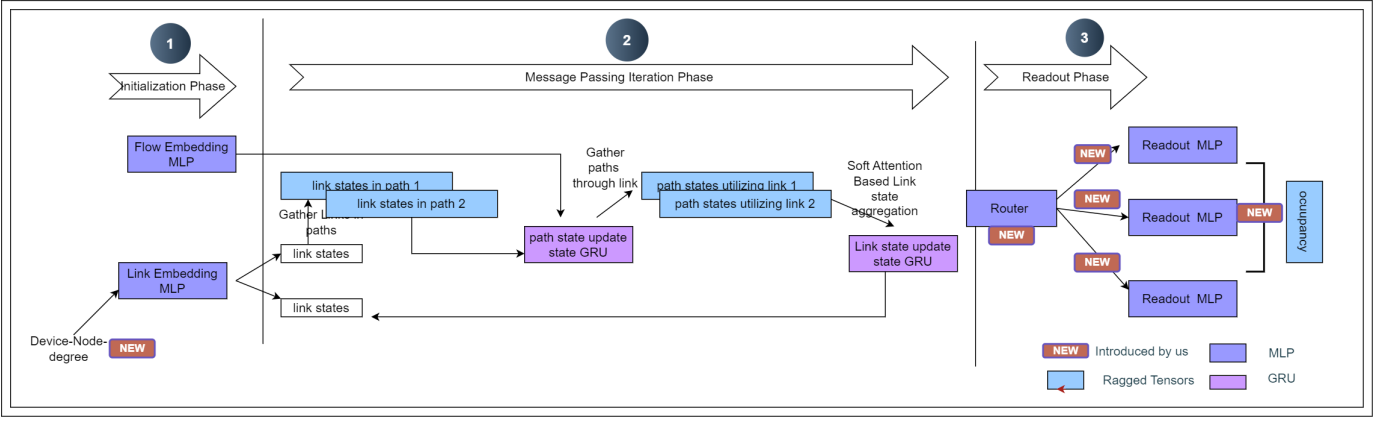 1
2
3
Initialization Phase
Message Passing Iteration Phase
Readout Phase
Flow Embedding
MLP
link states in path 1
link states in path 2
Gather Links in
paths
link states
Link Embedding
MLP
link states
Device-Node-
degree
NEW
Gather
paths
through link
path state update
state GRU
path states utilizing link 1
path states utilizing link 2
Soft Attention
Based Link
state
aggregation
Link state update
state GRU
Router
NEW
NEW
NEW
NEW
Readout MLP
Readout MLP
Readout MLP
NEW
occupancy
NEW
Introduced by us
MLP
Ragged Tensors
GRU